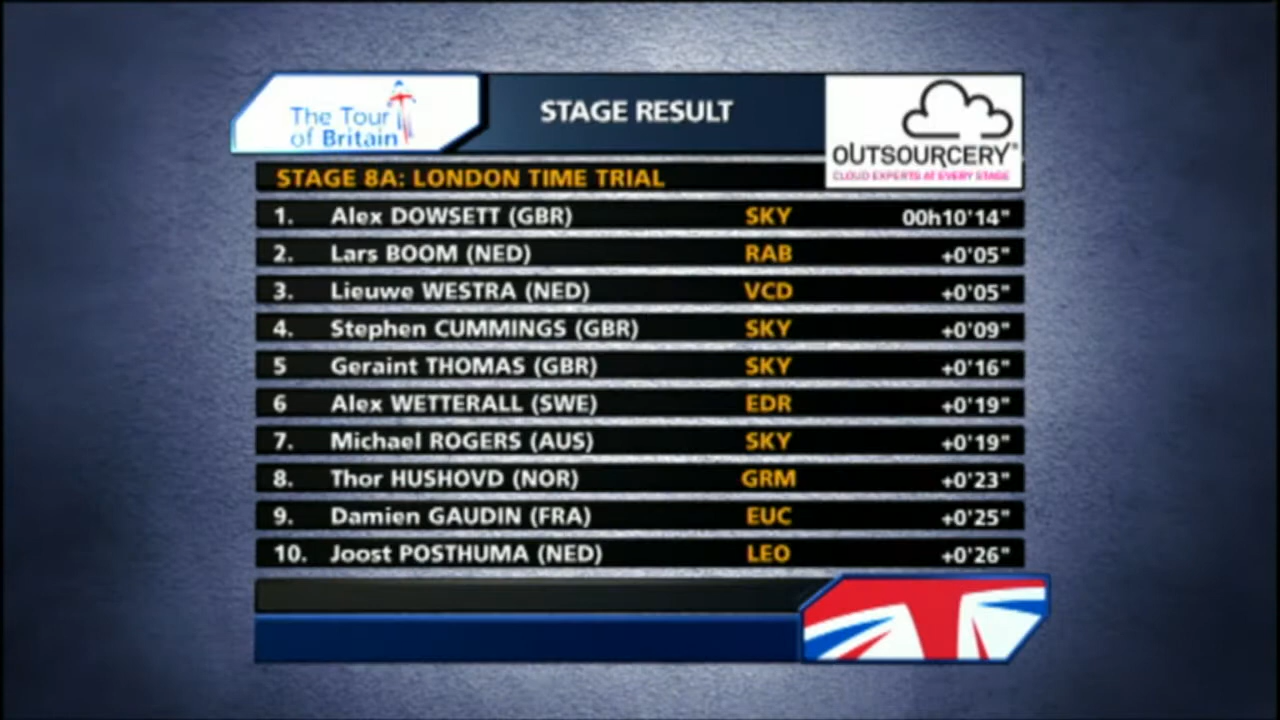 The Tour
of Britain
STAGE RESULT
OUTSOURCERY®
CLOUD EXPERTS AT EVERY STAGE
STAGE 8A: LONDON TIME TRIAL
1. Alex DOWSETT (GBR) SKY 00h10'14"
2. Lars BOOM (NED) RAB +0'05"
3. Lieuwe WESTRA (NED) VCD +0'05"
4. Stephen CUMMINGS (GBR) SKY +0'09"
5 Geraint THOMAS (GBR) SKY +0'16"
6 Alex WETTERALL (SWE) EDR +0'19"
7. Michael ROGERS (AUS) SKY +0'19"
8. Thor HUSHOVD (NOR) GRM +0'23"
9. Damien GAUDIN (FRA) EUC +0'25"
10. Joost POSTHUMA (NED) LEO +0'26"